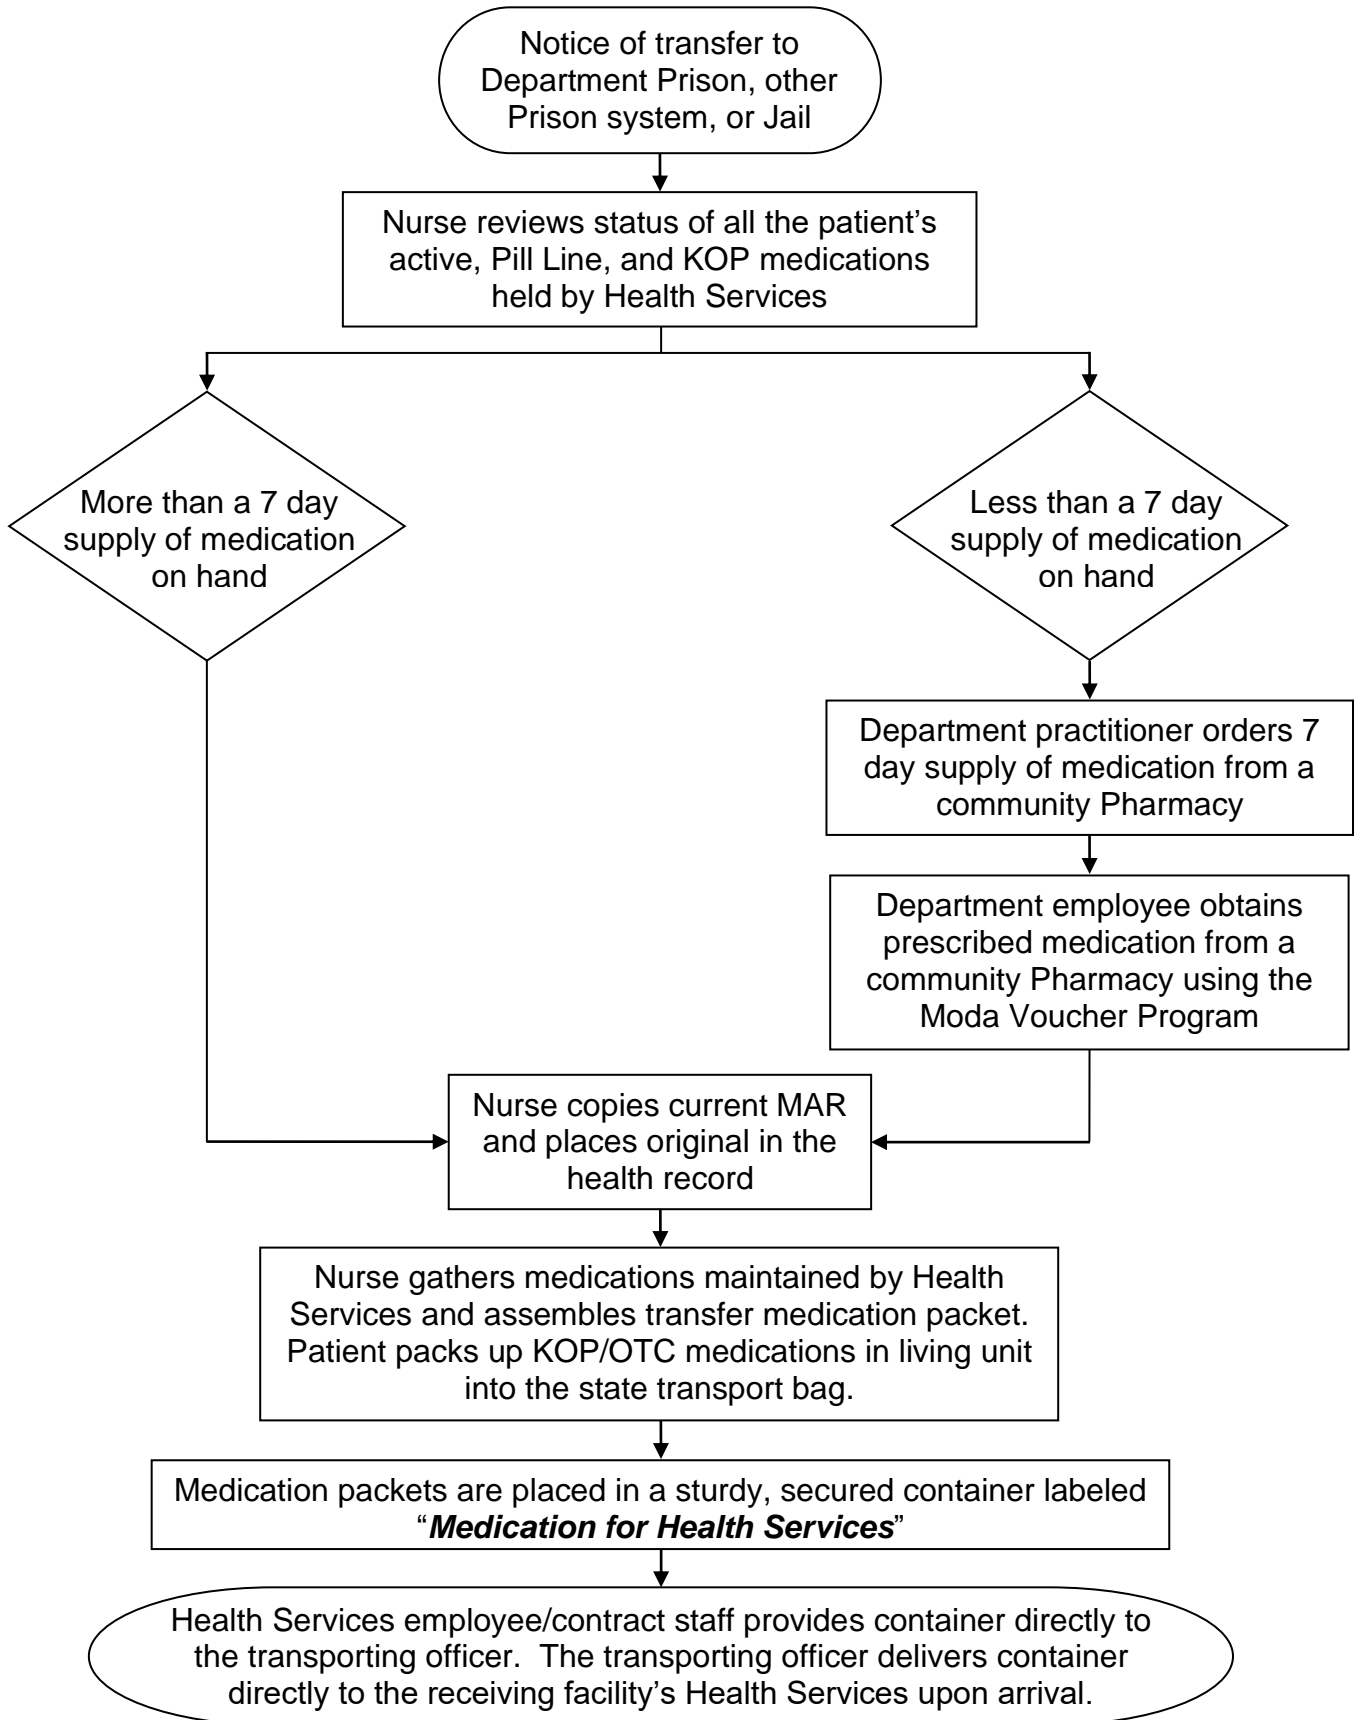 Notice of transfer to
Department Prison, other
Prison system, or Jail
Nurse reviews status of all the patient’s
active, Pill Line, and KOP medications
held by Health Services
More than a 7 day
supply of medication
on hand
Less than a 7 day
supply of medication
on hand
Department practitioner orders 7
day supply of medication from a
community Pharmacy
Department employee obtains
prescribed medication from a
community Pharmacy using the
Moda Voucher Program
Nurse copies current MAR
and places original in the
health record
Nurse gathers medications maintained by Health
Services and assembles transfer medication packet.
Patient packs up KOP/OTC medications in living unit
into the state transport bag.
Medication packets are placed in a sturdy, secured container labeled
“Medication for Health Services”
Health Services employee/contract staff provides container directly to
the transporting officer.  The transporting officer delivers container
directly to the receiving facility’s Health Services upon arrival.